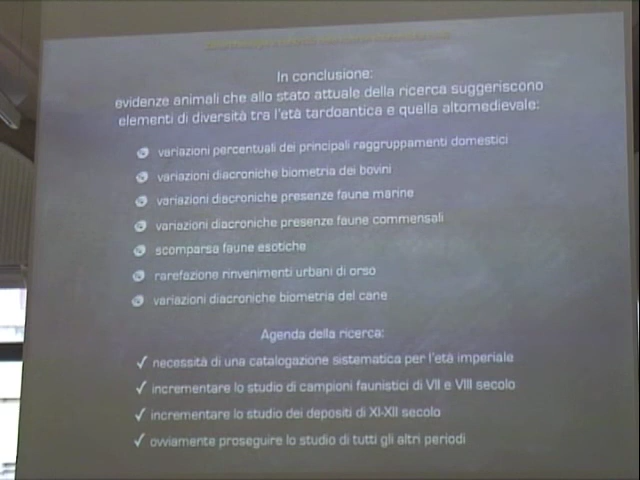 In conclusione:
evidenze animali che allo stato attuale della ricerca suggeriscono
elementi di diversità tra l'età tardoantica e quella altomedievale:
variazioni percentuali dei principali raggruppamenti domestici
variazioni diacroniche biometria dei bovini
variazioni diacroniche presenze faune marine
variazioni diacroniche presenze faune commensali
scomparsa faune esotiche
rarefazione rinvenimenti urbani di orso
variazioni diacroniche biometria del cane
Agenda della ricerca:
✓ necessità di una catalogazione sistematica per l'età imperiale
✓ incrementare lo studio di campioni faunistici di VII e VIII secolo
✓ incrementare lo studio dei depositi di XI-XII secolo
✓ ovviamente proseguire lo studio di tutti gli altri periodi